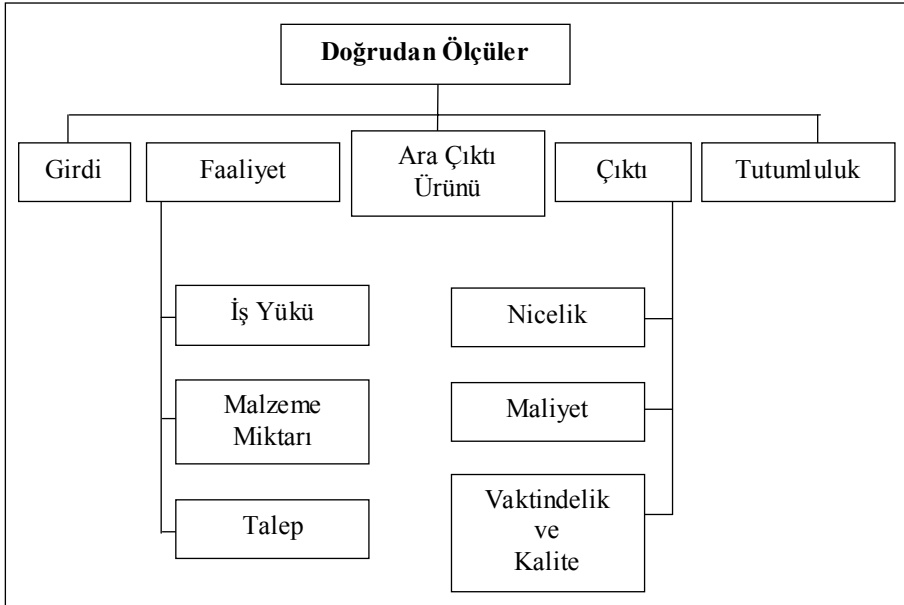 Doğrudan Ölçüler
Girdi
Faaliyet
Ara Çıktı
Ürünü
Çıktı
Tutumluluk
İş Yükü
Malzeme
Miktarı
Talep
Nicelik
Maliyet
Vaktindelik
ve
Kalite